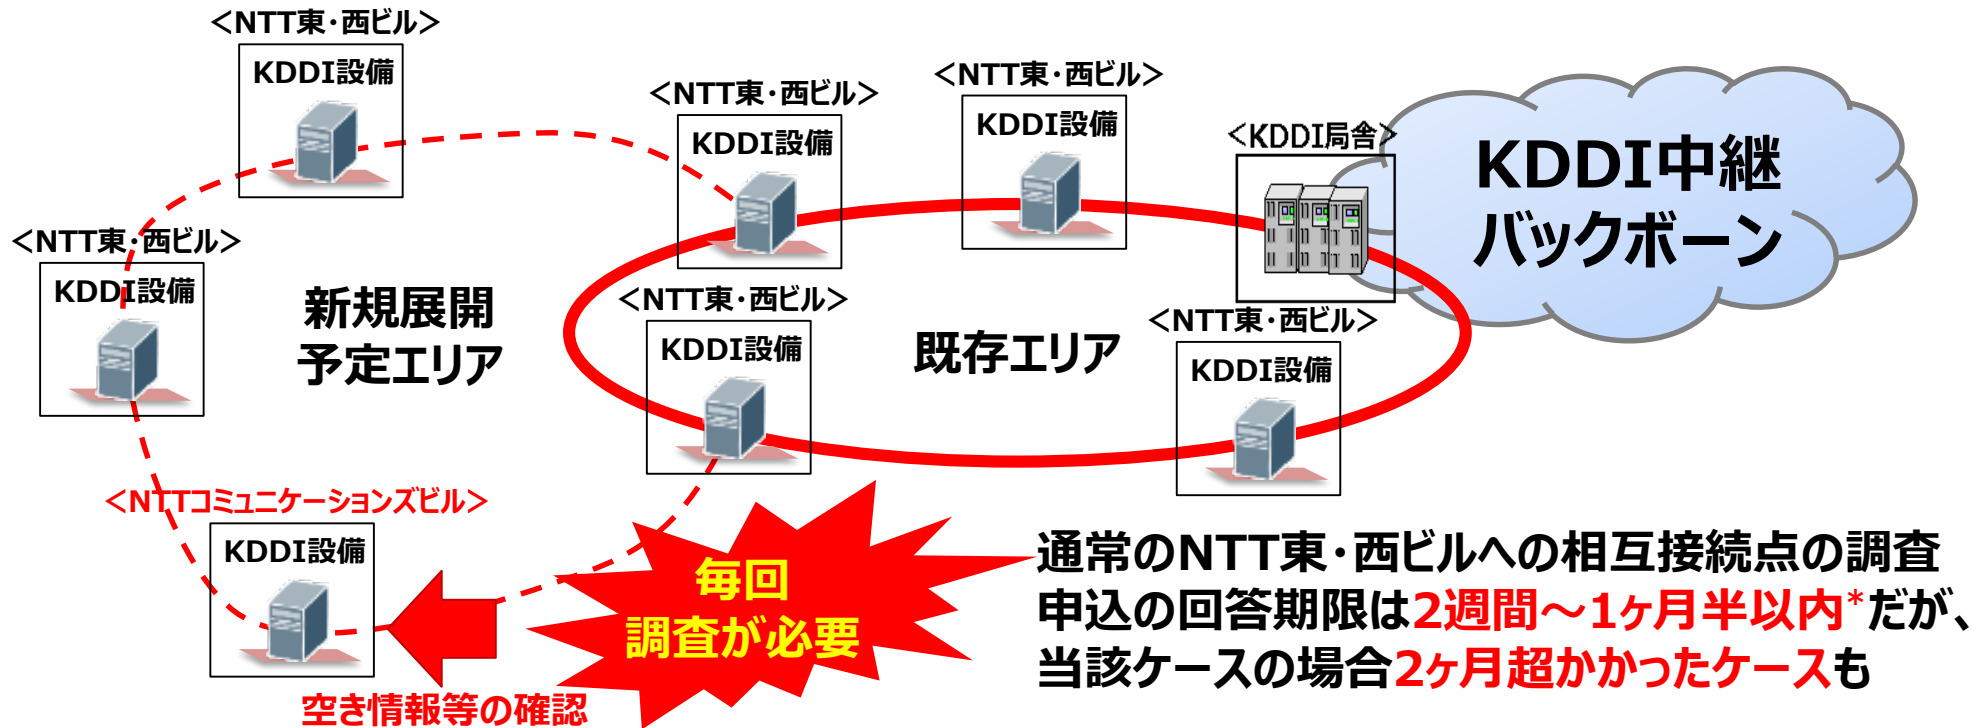 <NTT東・西ビル>
KDDI設備
<NTT東・西ビル>
KDDI設備
<NTT東・西ビル>
KDDI設備
<KDDI局舎>
KDDI中継
バックボーン
<NTT東・西ビル>
KDDI設備
新規展開
予定エリア
<NTT東・西ビル>
KDDI設備
既存エリア
<NTT東・西ビル>
KDDI設備
<NTTコミュニケーションズビル>
KDDI設備
空き情報等の確認
毎回
調査が必要
通常のNTT東・西ビルへの相互接続点の調査
申込の回答期限は2週間~1ヶ月半以内*だが、
当該ケースの場合2ヶ月超かかったケースも